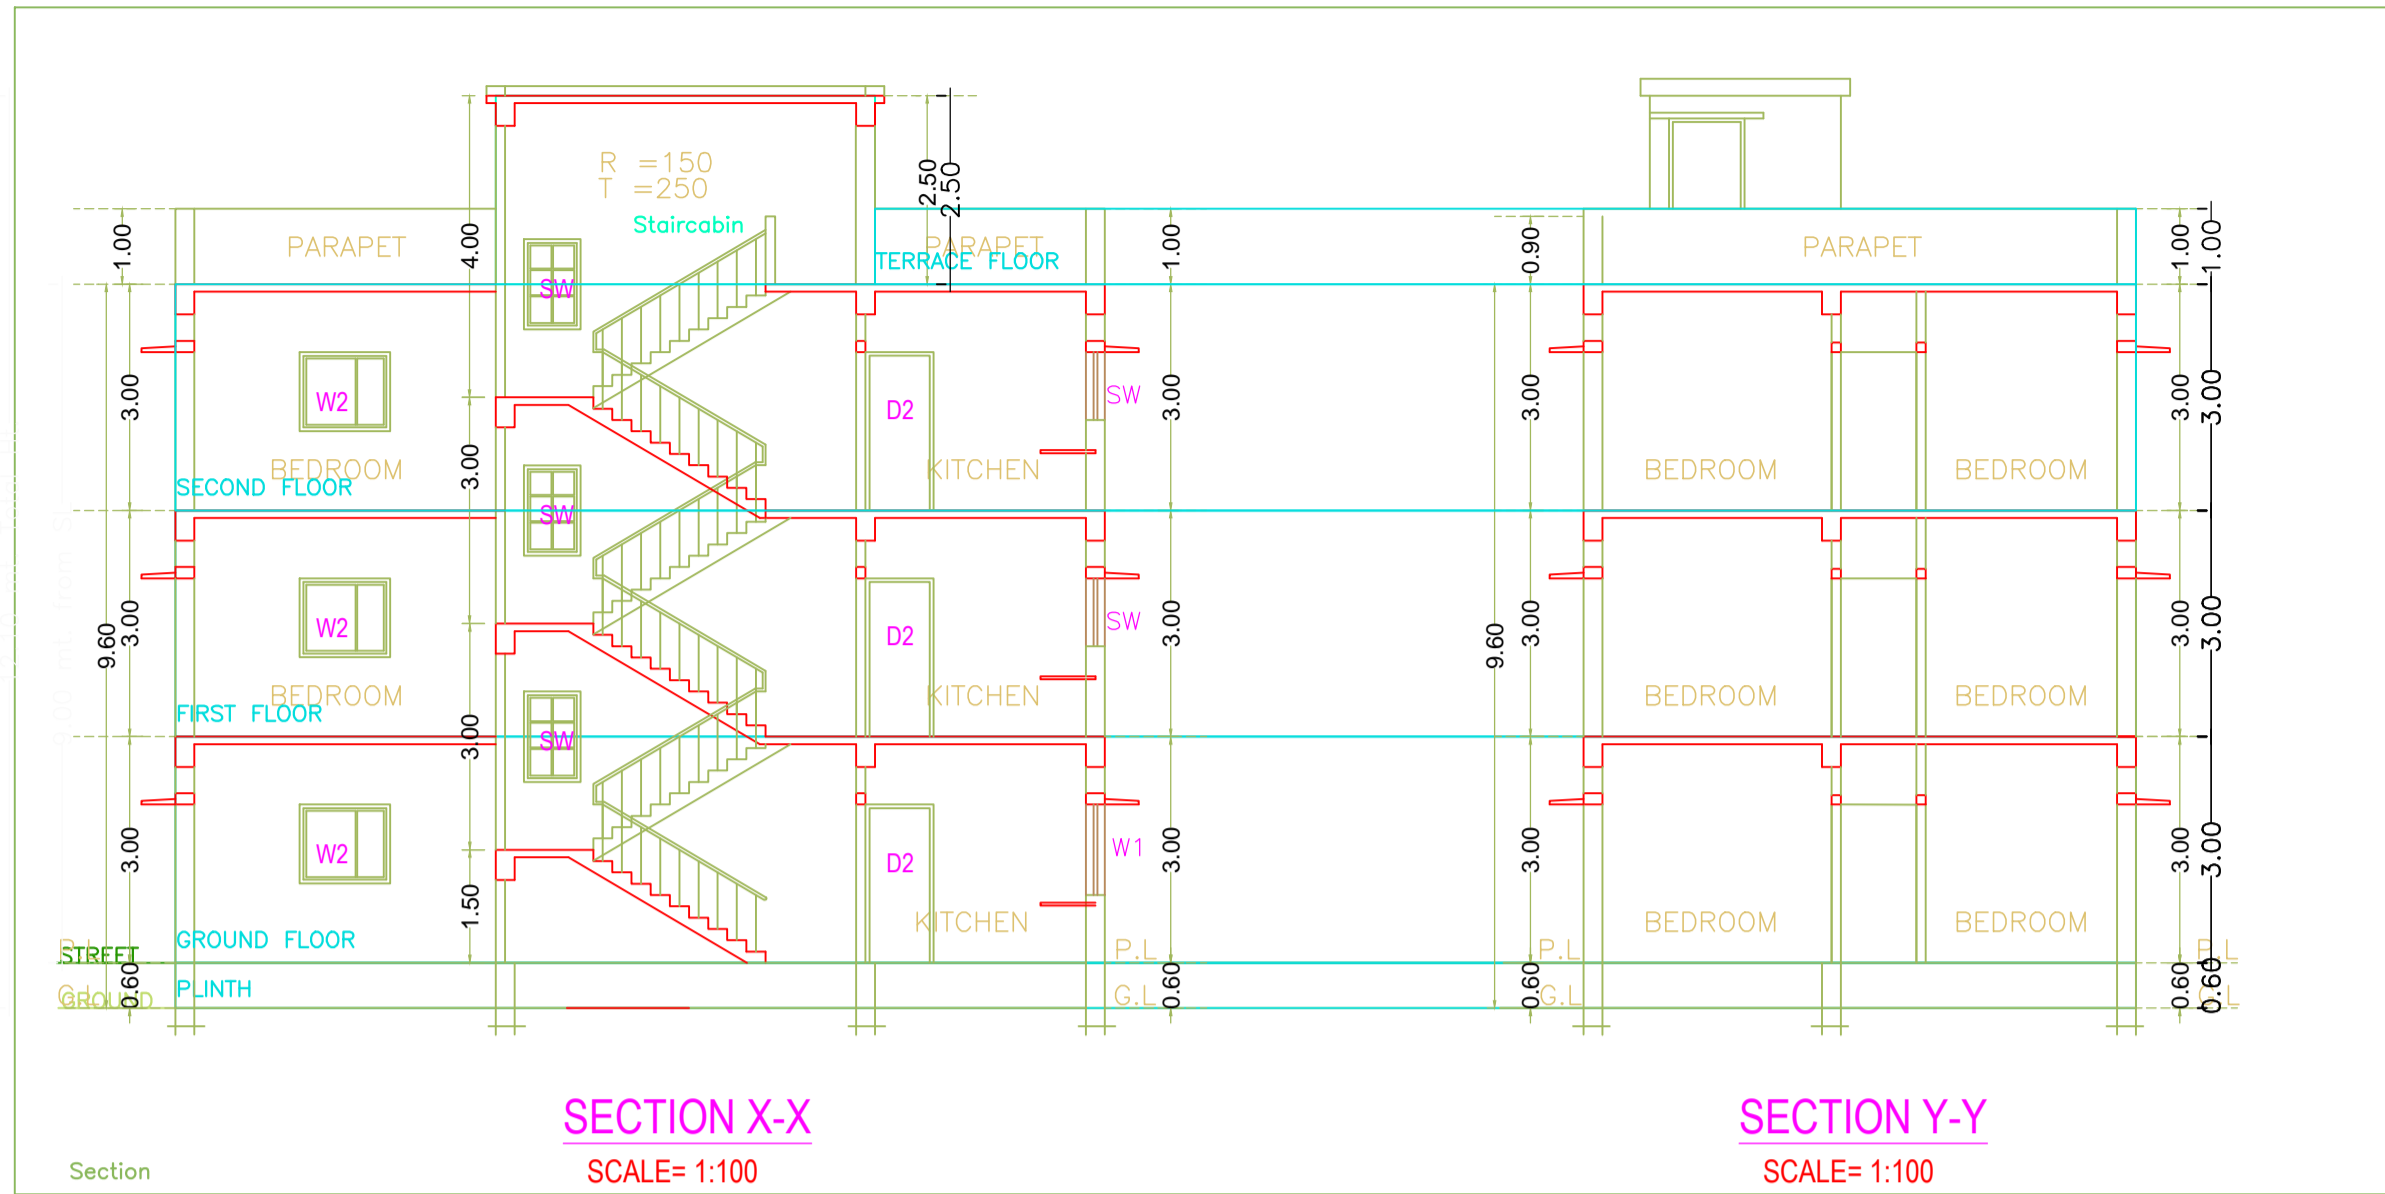 R =150
T =250
Staircabin
2.50
2.50
1.00
PARAPET
4.00
PARAPET
TERRACE FLOOR
1.00
0.90
PARAPET
1.00
1.00
SW
3.00
W2
D2
SW
3.00
3.00
3.00
3.00
BEDROOM
SECOND FLOOR
3.00
KITCHEN
BEDROOM
BEDROOM
SW
9.60
3.00
W2
D2
SW
3.00
9.60
3.00
3.00
3.00
BEDROOM
FIRST FLOOR
3.00
KITCHEN
BEDROOM
BEDROOM
SW
3.00
W2
D2
W1
3.00
3.00
3.00
3.00
1.50
KITCHEN
BEDROOM
BEDROOM
GROUND FLOOR
STREET
P.L
P.L
P.L
PLINTH
GROUND
0.60
G.L
0.60
0.60
G.L
0.60
0.60
G.L
SECTION X-X
SCALE= 1:100
SECTION Y-Y
SCALE= 1:100
Section